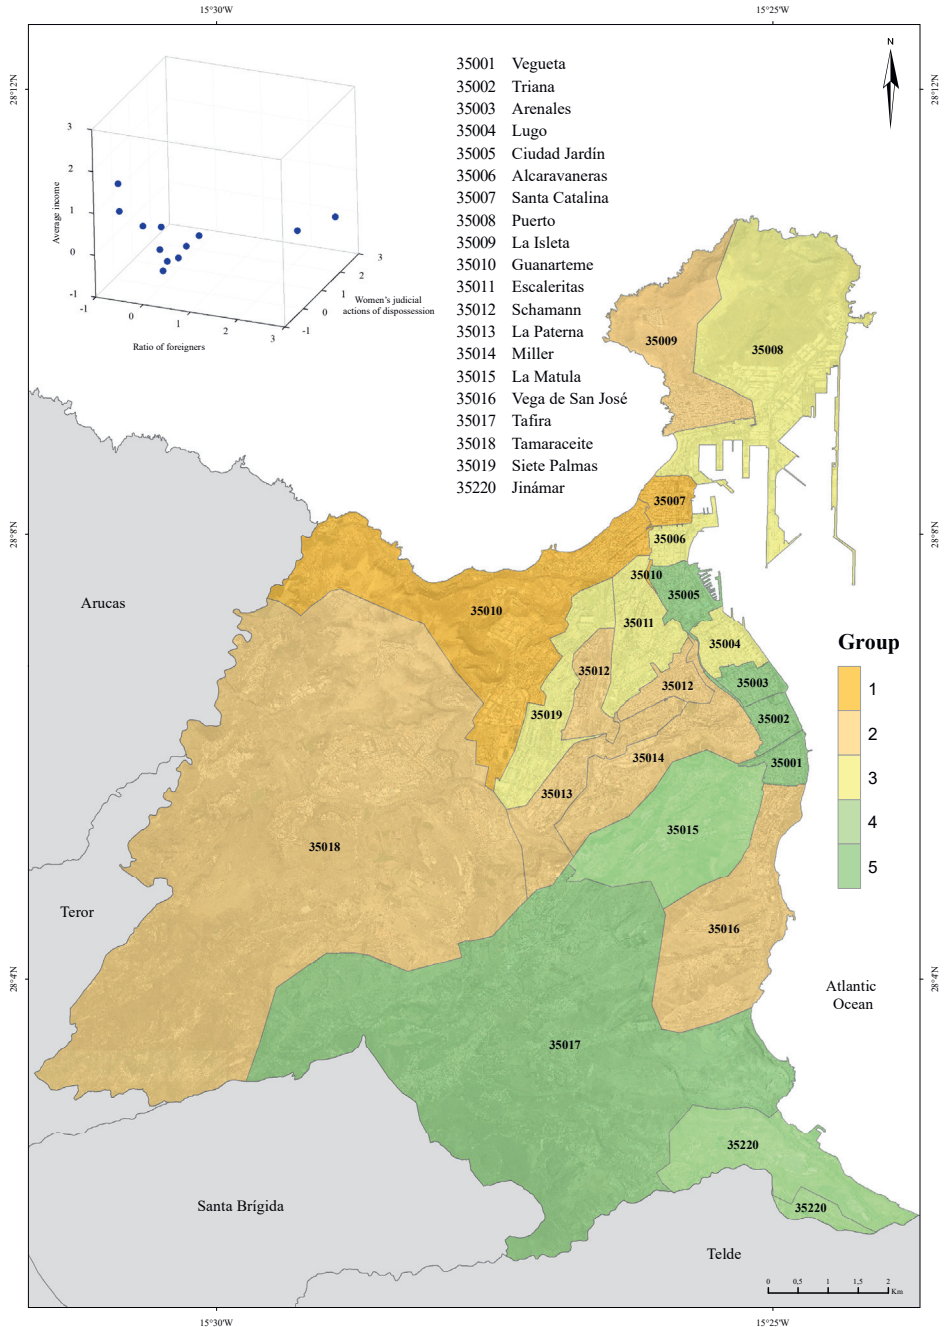 15°30'W
15°25'W
28°12'N
28°12'N
N
35001 Vegueta
35002 Triana
35003 Arenales
35004 Lugo
35005 Ciudad Jardín
35006 Alcaravaneras
35007 Santa Catalina
35008 Puerto
35009 La Isleta
35010 Guanarteme
35011 Escaleritas
35012 Schamann
35013 La Paterna
35014 Miller
35015 La Matula
35016 Vega de San José
35017 Tafira
35018 Tamaraceite
35019 Siete Palmas
35220 Jinámar
3
2
1
0
-1
Average income
-1
0
1
2
3
Ratio of foreigners
-1
0
1
2
3
Women's judicial
actions of dispossession
35009
35008
35007
28°8'N
28°8'N
35006
35010
35005
Arucas
35010
35011
35004
Group
35012
35012
35003
1
35019
35002
2
35014
35001
3
35013
35015
4
35018
5
Teror
35016
28°4'N
28°4'N
Atlantic
Ocean
35017
35220
Santa Brígida
35220
Telde
0 0,5 1 1,5 2
Km
15°30'W
15°25'W